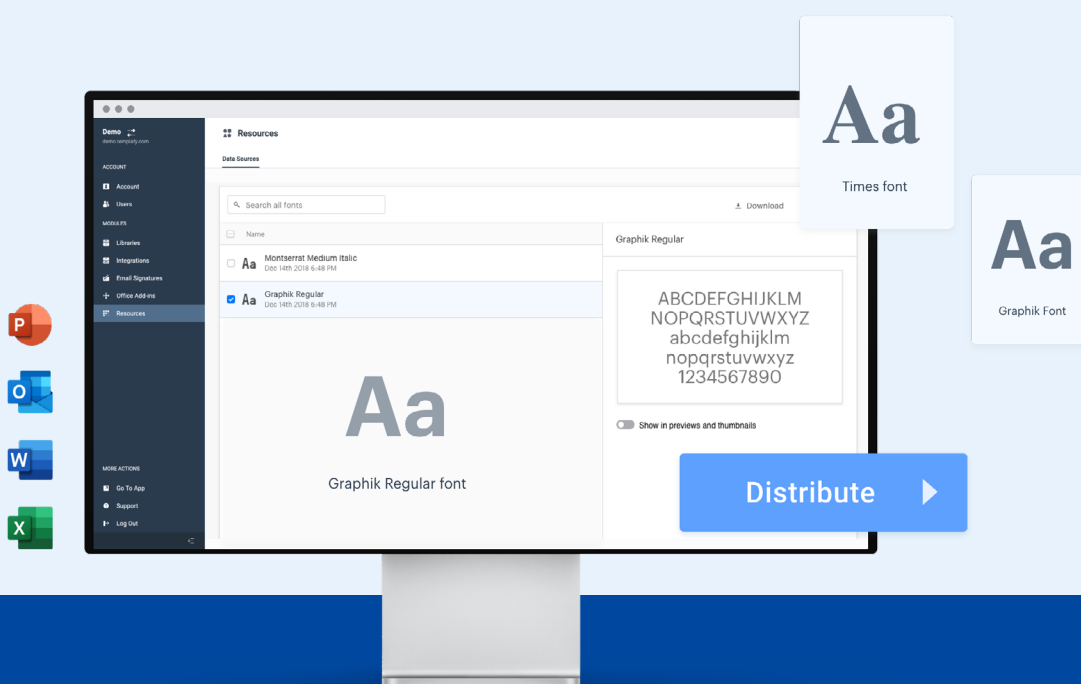 Demo
demo.templafy.com
ACCOUNT
Account
Users
MODULES
Libraries
Integrations
Email Signatures
Office Add-ins
Resources
MORE ACTIONS
Go To App
Support
Log Out
Resources
Data Sources
Search all fonts
Download
Name
Aa
Montserrat Medium Italic
Dec 14th 2018 6:48 PM
Aa
Graphik Regular
Dec 14th 2018 6:48 PM
Aa
Graphik Regular font
Graphik Regular
ABCDEFGHIJKLM
NOPQRSTUVWXYZ
abcdefghijklm
nopqrstuvwxyz
1234567890
Show in previews and thumbnails
Distribute
Aa
Times font
Aa
Graphik Font
P
O
W
X